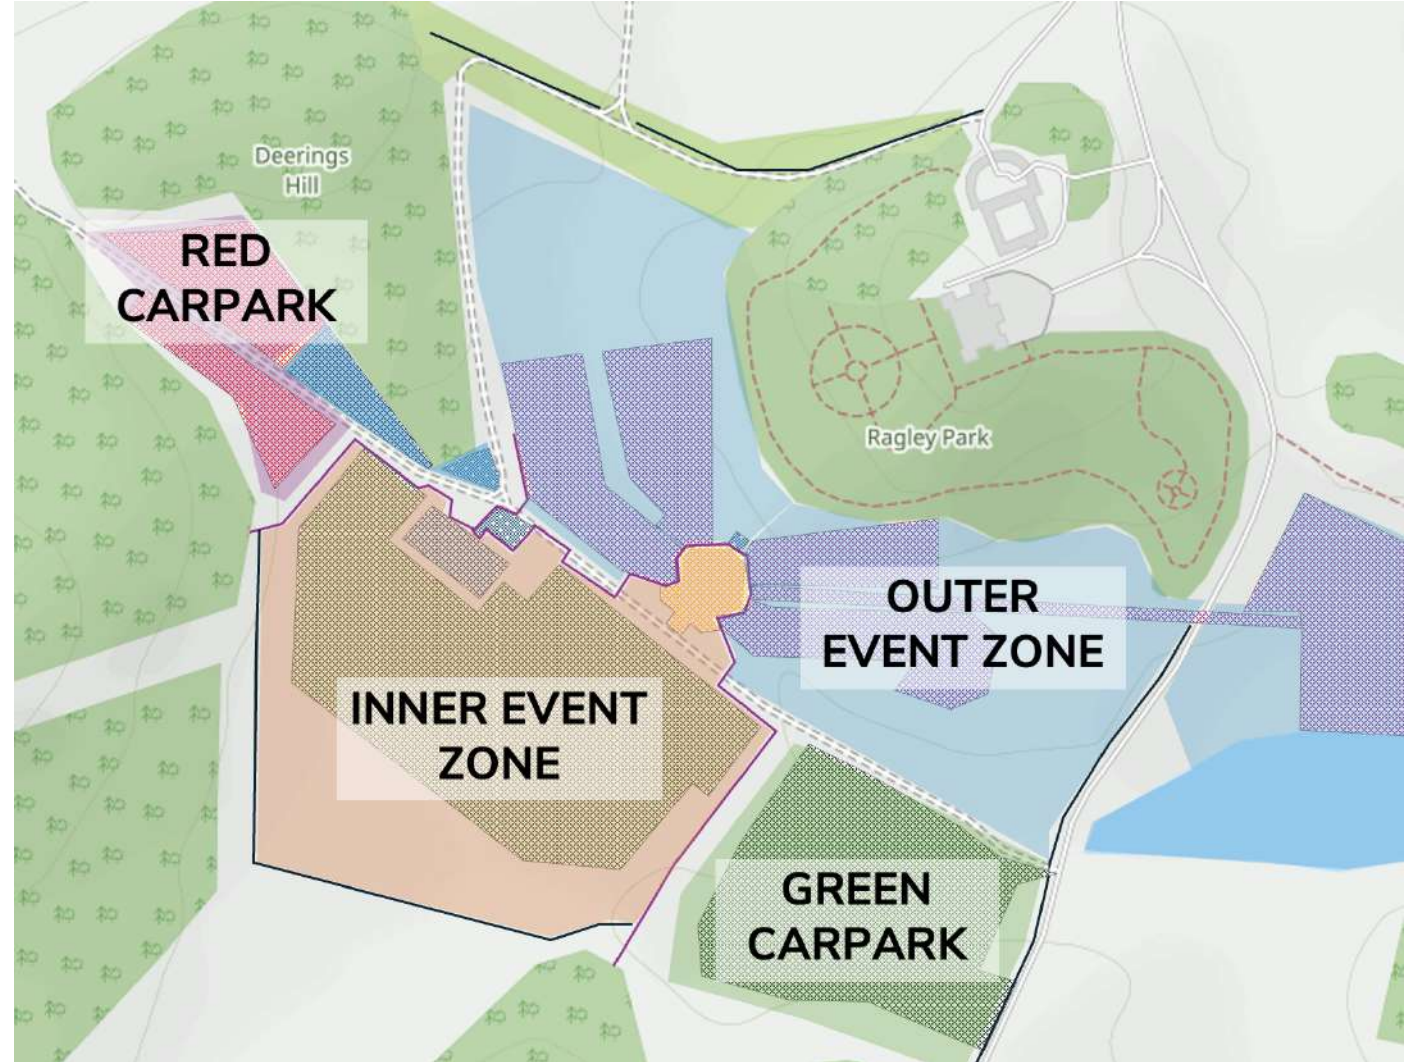 Deerings
Hill
RED
CARPARK
Ragley Park
OUTER
EVENT ZONE
INNER EVENT
ZONE
GREEN
CARPARK